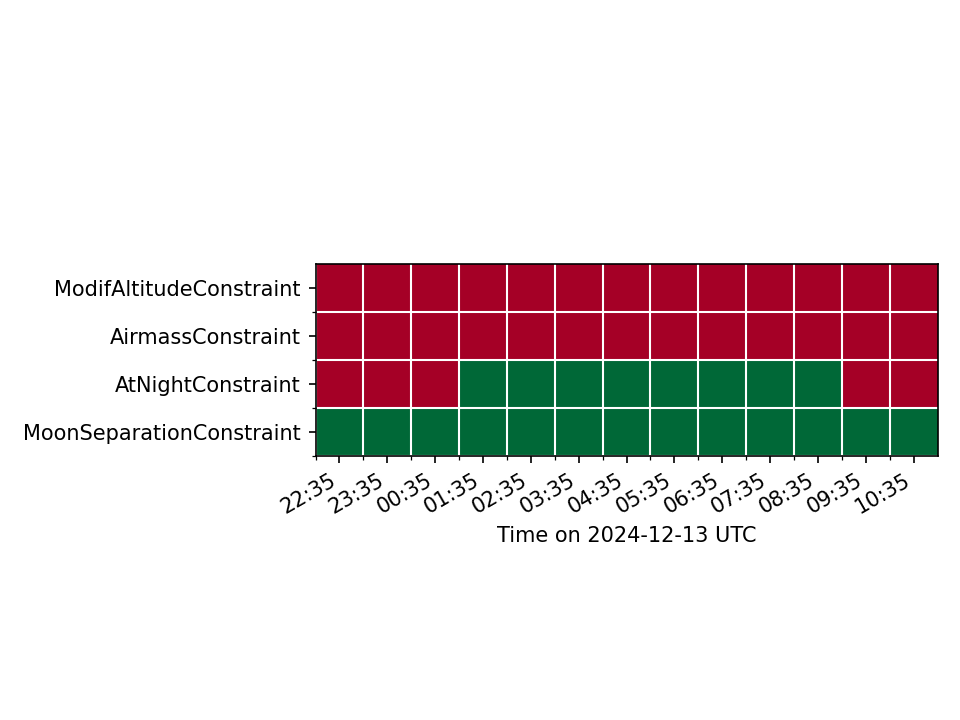 ModifAltitudeConstraint
AirmassConstraint
AtNightConstraint
MoonSeparationConstraint
22:35 23:35 00:35 01:35 02:35 03:35 04:35 05:35 06:35 07:35 08:35 09:35 10:35
Time on 2024-12-13 UTC